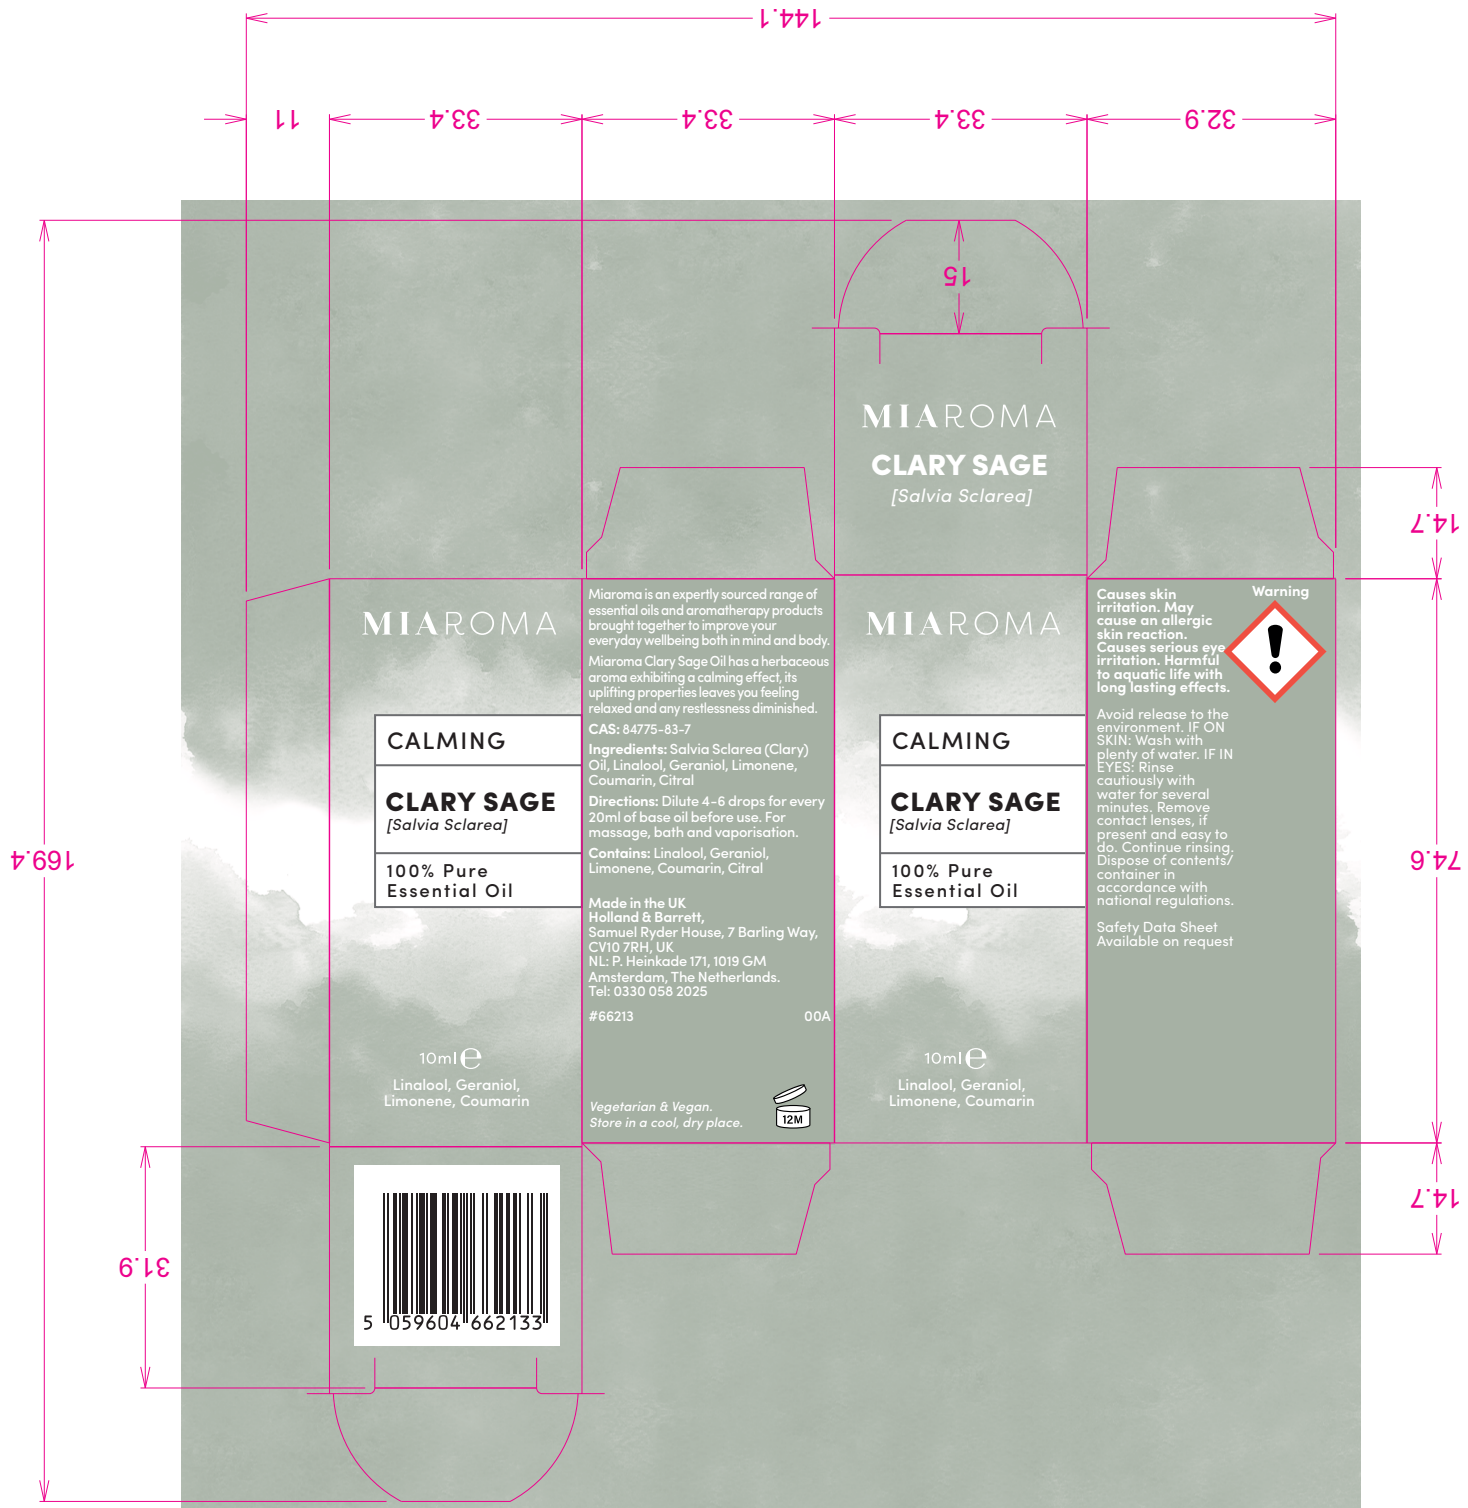 144.1
11
33.4
33.4
33.4
32.9
15
MIAROMA
CLARY SAGE
[Salvia Sclarea]
14.7
MIAROMA
CALMING
CLARY SAGE
[Salvia Sclarea]
100% Pure
Essential Oil
10ml e
Linalool, Geraniol,
Limonene, Coumarin
Miaroma is an expertly sourced range of
essential oils and aromatherapy products
brought together to improve your
everyday wellbeing both in mind and body.
Miaroma Clary Sage Oil has a herbaceous
aroma exhibiting a calming effect, its
uplifting properties leaves you feeling
relaxed and any restlessness diminished.
CAS: 84775-83-7
Ingredients: Salvia Sclarea (Clary)
Oil, Linalool, Geraniol, Limonene,
Coumarin, Citral
Directions: Dilute 4-6 drops for every
20ml of base oil before use. For
massage, bath and vaporisation.
Contains: Linalool, Geraniol,
Limonene, Coumarin, Citral
Made in the UK
Holland & Barrett,
Samuel Ryder House, 7 Barling Way,
CV10 7RH, UK
NL: P. Heinkade 171, 1019 GM
Amsterdam, The Netherlands.
Tel: 0330 058 2025
#66213 00A
Vegetarian & Vegan.
Store in a cool, dry place.
12M
MIAROMA
CALMING
CLARY SAGE
[Salvia Sclarea]
100% Pure
Essential Oil
10ml e
Linalool, Geraniol,
Limonene, Coumarin
Warning
Causes skin
irritation. May
cause an allergic
skin reaction.
Causes serious eye
irritation. Harmful
to aquatic life with
long lasting effects.
Avoid release to the
environment. IF ON
SKIN: Wash with
plenty of water. IF IN
EYES: Rinse
cautiously with
water for several
minutes. Remove
contact lenses, if
present and easy to
do. Continue rinsing.
Dispose of contents/
container in
accordance with
national regulations.
Safety Data Sheet
Available on request
169.4
74.6
14.7
31.9
5 059604 662133